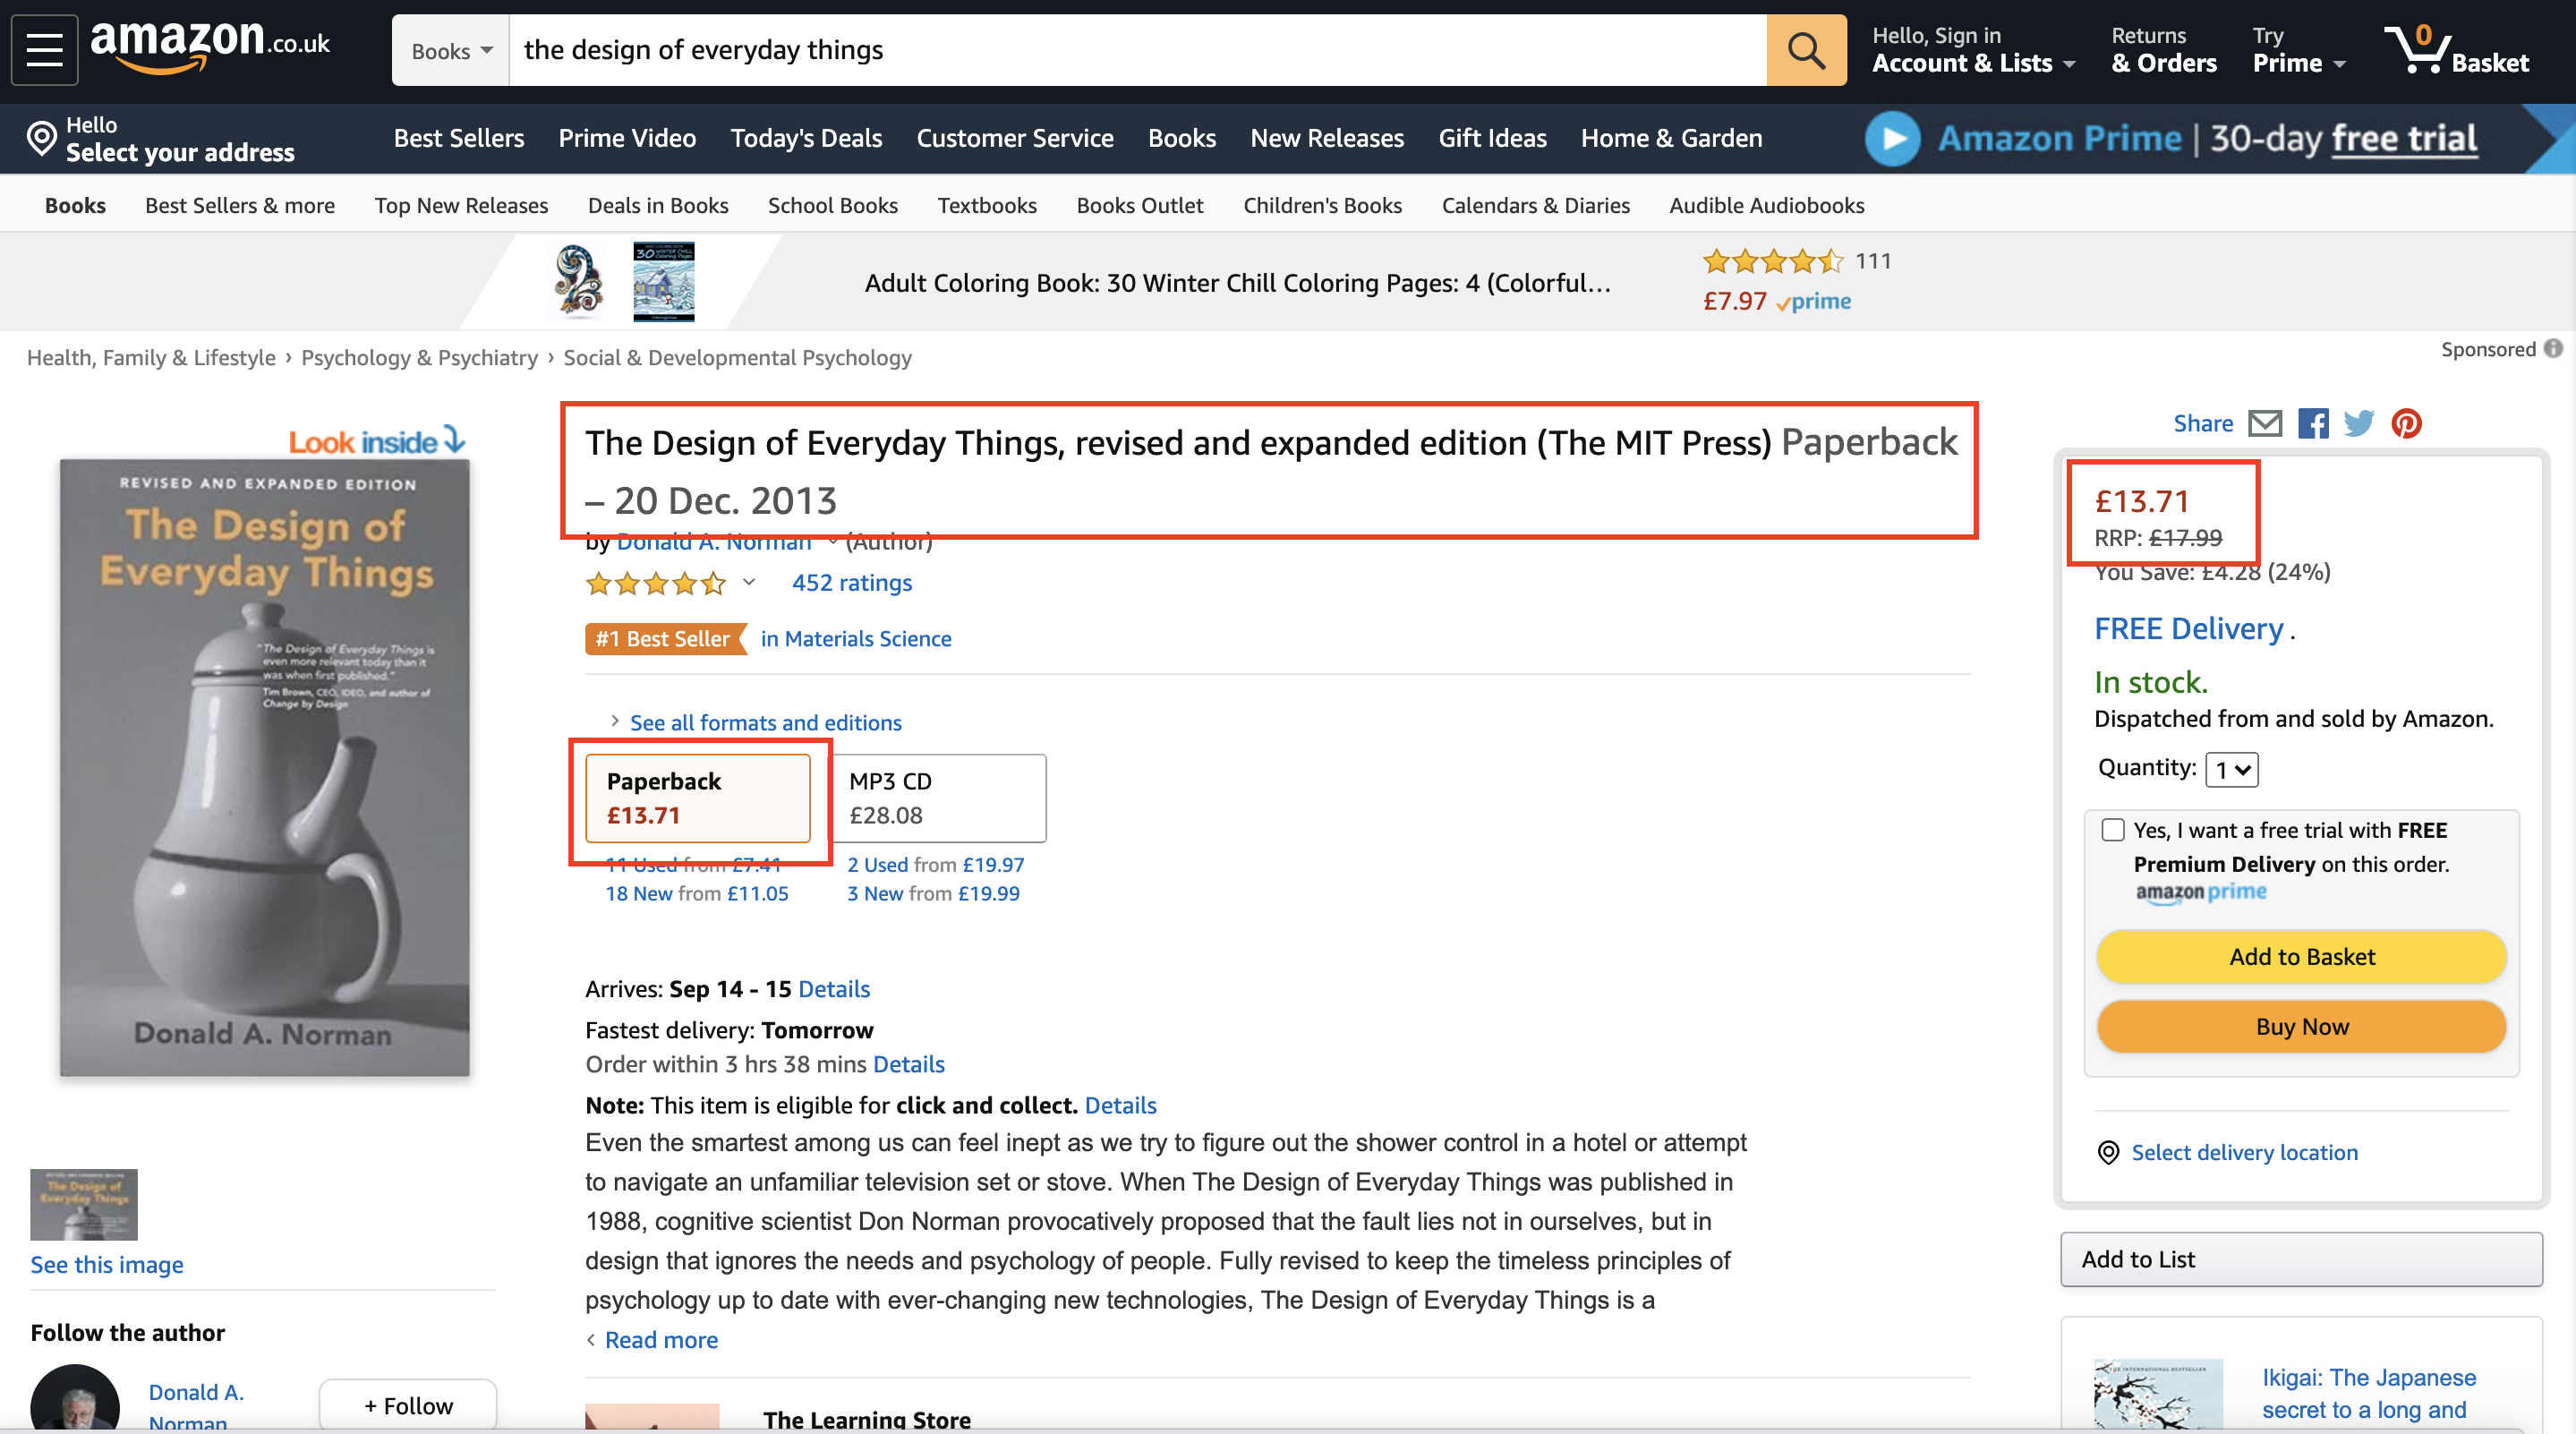 amazon.co.uk
Books
the design of everyday things
Hello, Sign in
Account & Lists
Returns
& Orders
Try
Prime
0
Basket
Hello
Select your address
Best Sellers
Prime Video
Today's Deals
Customer Service
Books
New Releases
Gift Ideas
Home & Garden
Amazon Prime | 30-day free trial
Books
Best Sellers & more
Top New Releases
Deals in Books
School Books
Textbooks
Books Outlet
Children's Books
Calendars & Diaries
Audible Audiobooks
30 WINTER CHILL
Coloring Pages
Adult Coloring Book: 30 Winter Chill Coloring Pages: 4 (Colorful...
111
£7.97 prime
Health, Family & Lifestyle › Psychology & Psychiatry › Social & Developmental Psychology
Sponsored
Look inside
REVISED AND EXPANDED EDITION
The Design of
Everyday Things
"The Design of Everyday Things is
even more relevant today than it
was when first published."
Tim Brown, CEO, IDEO, and author of
Change by Design
Donald A. Norman
See this image
Follow the author
Donald A.
Norman
+ Follow
The Design of Everyday Things, revised and expanded edition (The MIT Press) Paperback
– 20 Dec. 2013
by Donald A. Norman (Author)
452 ratings
#1 Best Seller in Materials Science
See all formats and editions
Paperback
£13.71
MP3 CD
£28.08
11 Used from £7.41
18 New from £11.05
2 Used from £19.97
3 New from £19.99
Arrives: Sep 14 - 15 Details
Fastest delivery: Tomorrow
Order within 3 hrs 38 mins Details
Note: This item is eligible for click and collect. Details
Even the smartest among us can feel inept as we try to figure out the shower control in a hotel or attempt
to navigate an unfamiliar television set or stove. When The Design of Everyday Things was published in
1988, cognitive scientist Don Norman provocatively proposed that the fault lies not in ourselves, but in
design that ignores the needs and psychology of people. Fully revised to keep the timeless principles of
psychology up to date with ever-changing new technologies, The Design of Everyday Things is a
Read more
The Learning Store
Share
£13.71
RRP: £17.99
You Save: £4.28 (24%)
FREE Delivery .
In stock.
Dispatched from and sold by Amazon.
Quantity: 1
Yes, I want a free trial with FREE
Premium Delivery on this order.
amazon prime
Add to Basket
Buy Now
Select delivery location
Add to List
THE INTERNATIONAL BESTSELLER
Ikigai: The Japanese
secret to a long and